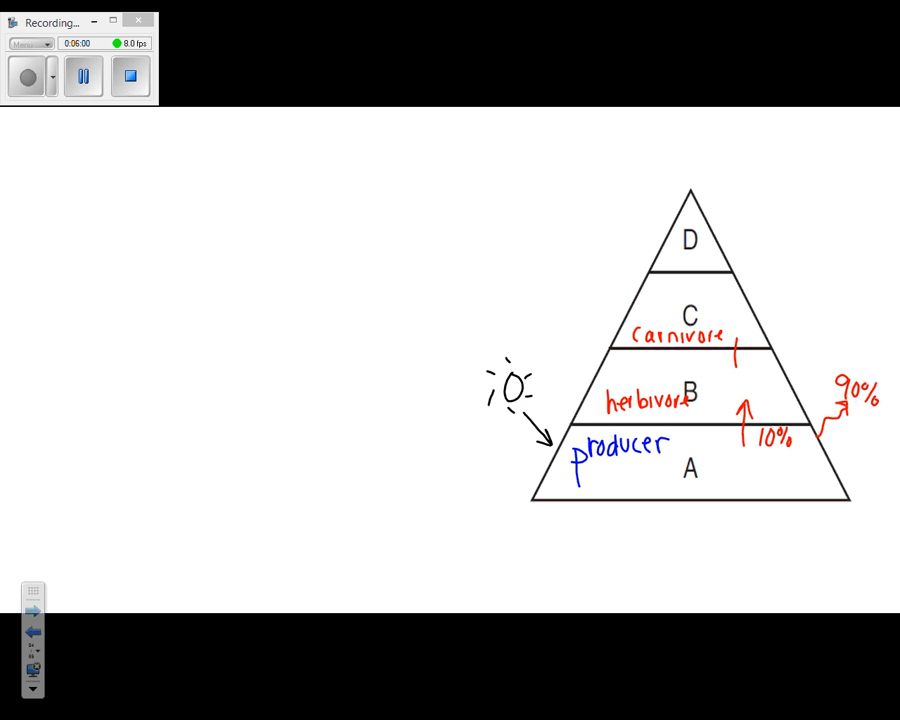 Recording...
Menu
0:06:00
8.0 fps
D
C
carnivore
90%
B
herbivore
10%
producer
A